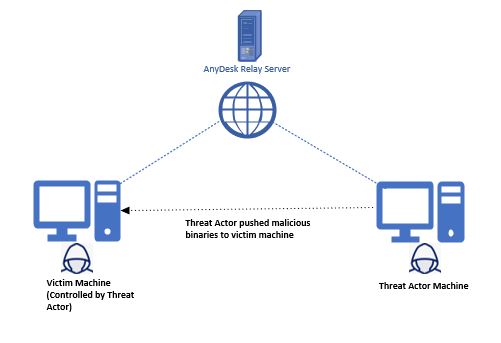 AnyDesk Relay Server
Threat Actor pushed malicious
binaries to victim machine
Victim Machine
(Controlled by Threat
Actor)
Threat Actor Machine